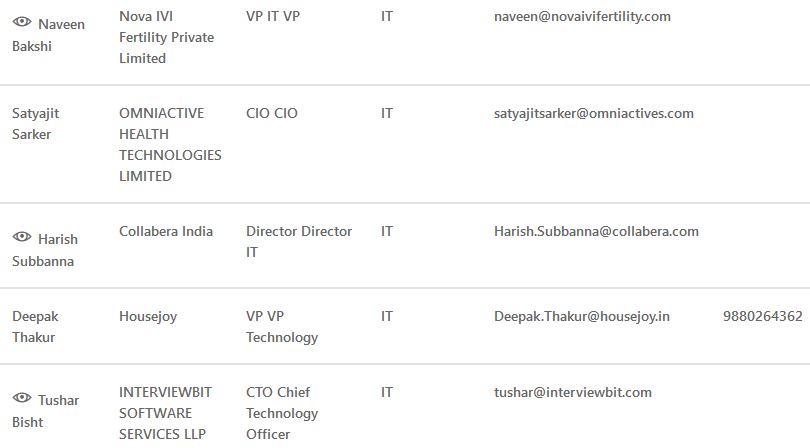 Naveen Bakshi
Nova IVI Fertility Private Limited
VP IT VP
IT
naveen@novaivifertility.com
Satyajit Sarker
OMNIACTIVE HEALTH TECHNOLOGIES LIMITED
CIO CIO
IT
satyajitsarker@omniactives.com
Harish Subbanna
Collabera India
Director Director IT
IT
Harish.Subbanna@collabera.com
Deepak Thakur
Housejoy
VP VP Technology
IT
Deepak.Thakur@housejoy.in
9880264362
Tushar Bisht
INTERVIEWBIT SOFTWARE SERVICES LLP
CTO Chief Technology Officer
IT
tushar@interviewbit.com